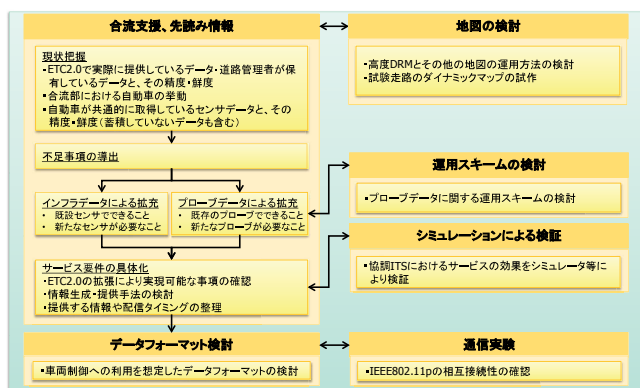 合流支援、先読み情報
現状把握
・ETC2.0で実際に提供しているデータ・道路管理者が保
有しているデータと、その精度・鮮度
・合流部における自動車の挙動
・自動車が共通的に取得しているセンサデータと、その
精度・鮮度(蓄積していないデータも含む)
不足事項の導出
インフラデータによる拡充
・ 既設センサでできること
・ 新たなセンサが必要なこと
プローブデータによる拡充
・ 既存のプローブでできること
・ 新たなプローブが必要なこと
サービス要件の具体化
・ETC2.0の拡張により実現可能な事項の確認
・情報生成・提供手法の検討
・提供する情報や配信タイミングの整理
データフォーマット検討
・車両制御への利用を想定したデータフォーマットの検討
地図の検討
・高度DRMとその他の地図の運用方法の検討
・試験走路のダイナミックマップの試作
運用スキームの検討
・プローブデータに関する運用スキームの検討
シミュレーションによる検証
・協調ITSにおけるサービスの効果をシミュレータ等に
より検証
通信実験
・IEEE802.11pの相互接続性の確認